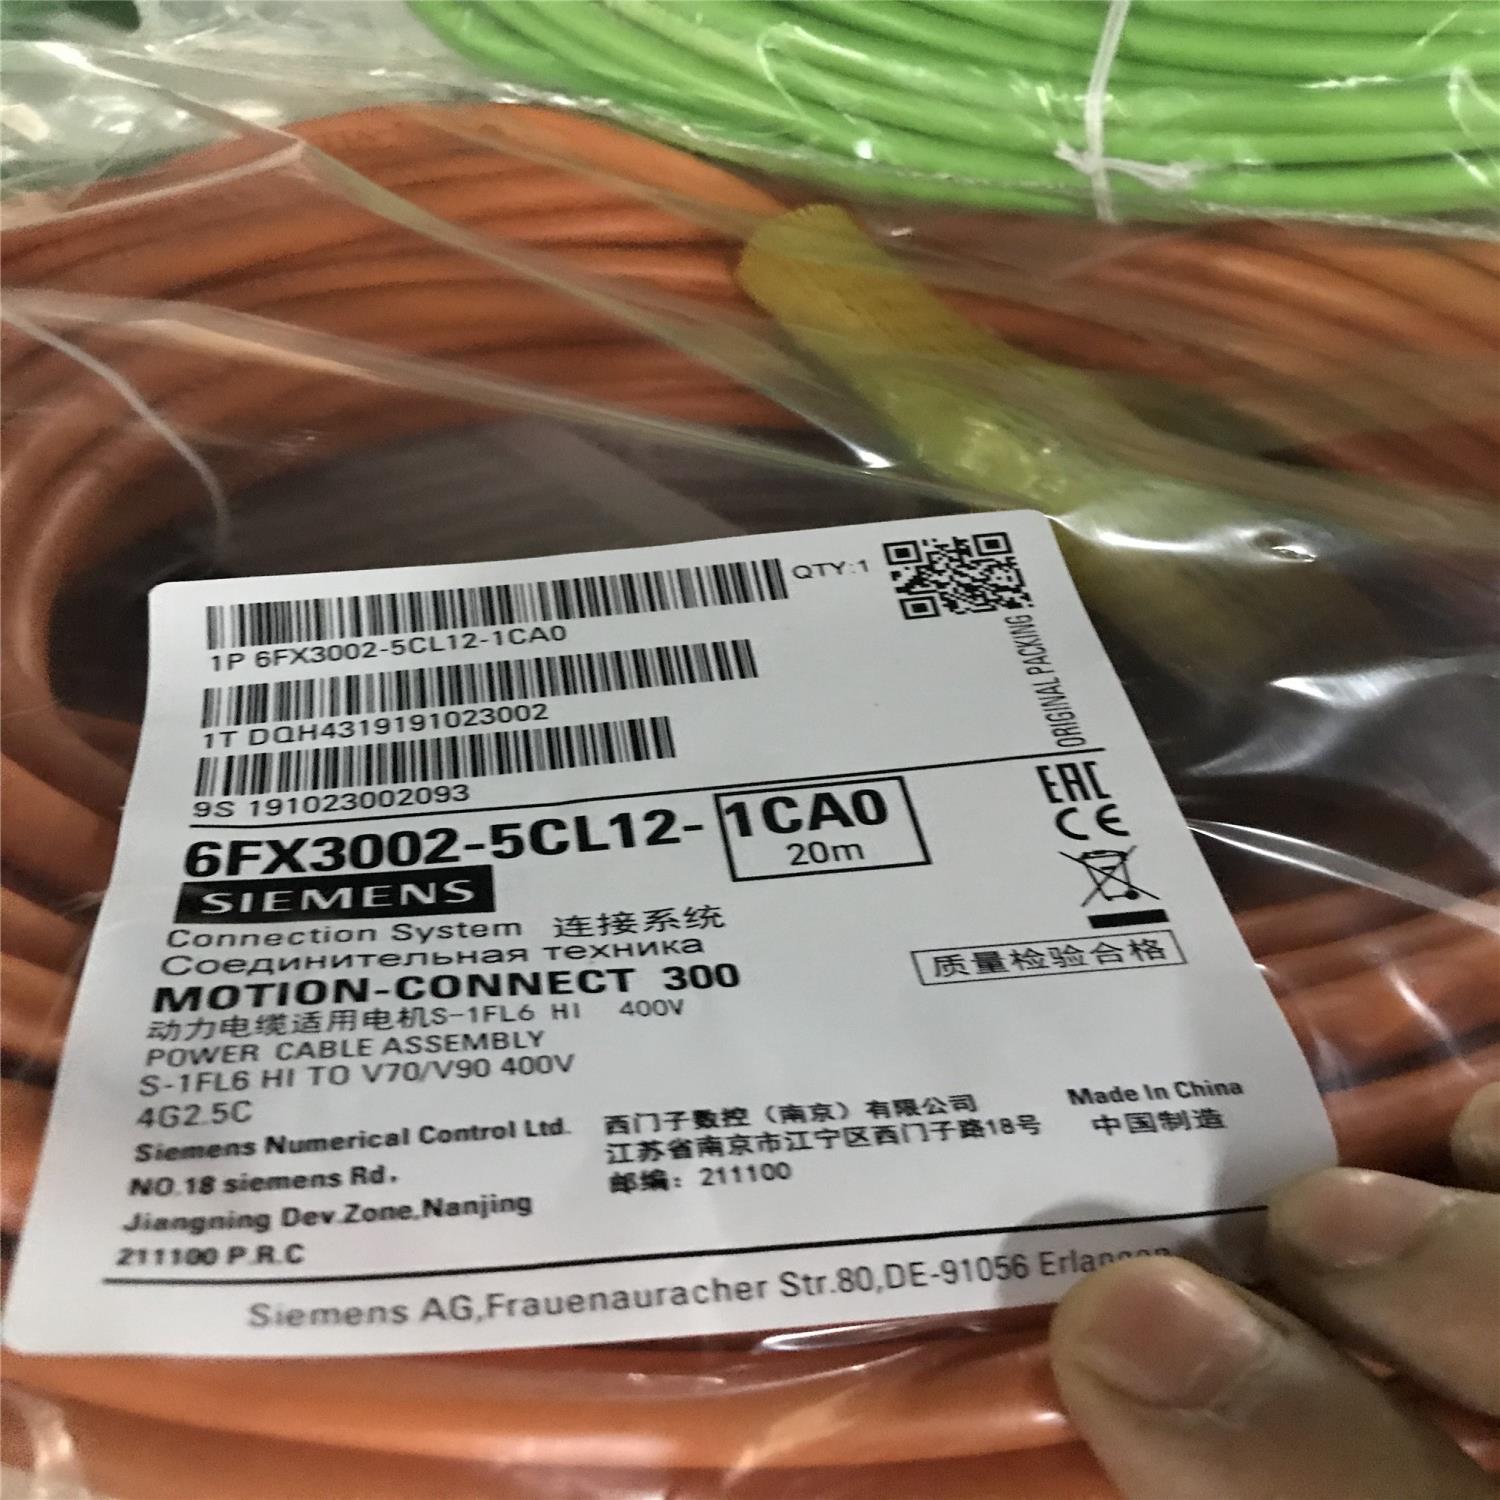 QTY:1
1P 6FX3002-5CL12-1CA0
1T DQH4319191023002
9S 191023002093
ORIGINAL PACKING
6FX3002-5CL12-1CA0
20m
EAC
CE
SIEMENS
Connection System 连接系统
Соединительная техника
MOTION-CONNECT 300
质量检验合格
动力电缆适用电机S-1FL6 HI 400V
POWER CABLE ASSEMBLY
S-1FL6 HI TO V70/V90 400V
4G2.5C
Siemens Numerical Control Ltd.
NO.18 siemens Rd,
Jiangning Dev.Zone,Nanjing
211100 P.R.C
西门子数控（南京）有限公司
江苏省南京市江宁区西门子路18号
邮编：211100
Made In China
中国制造
Siemens AG,Frauenauracher Str.80,DE-91056 Erlangen